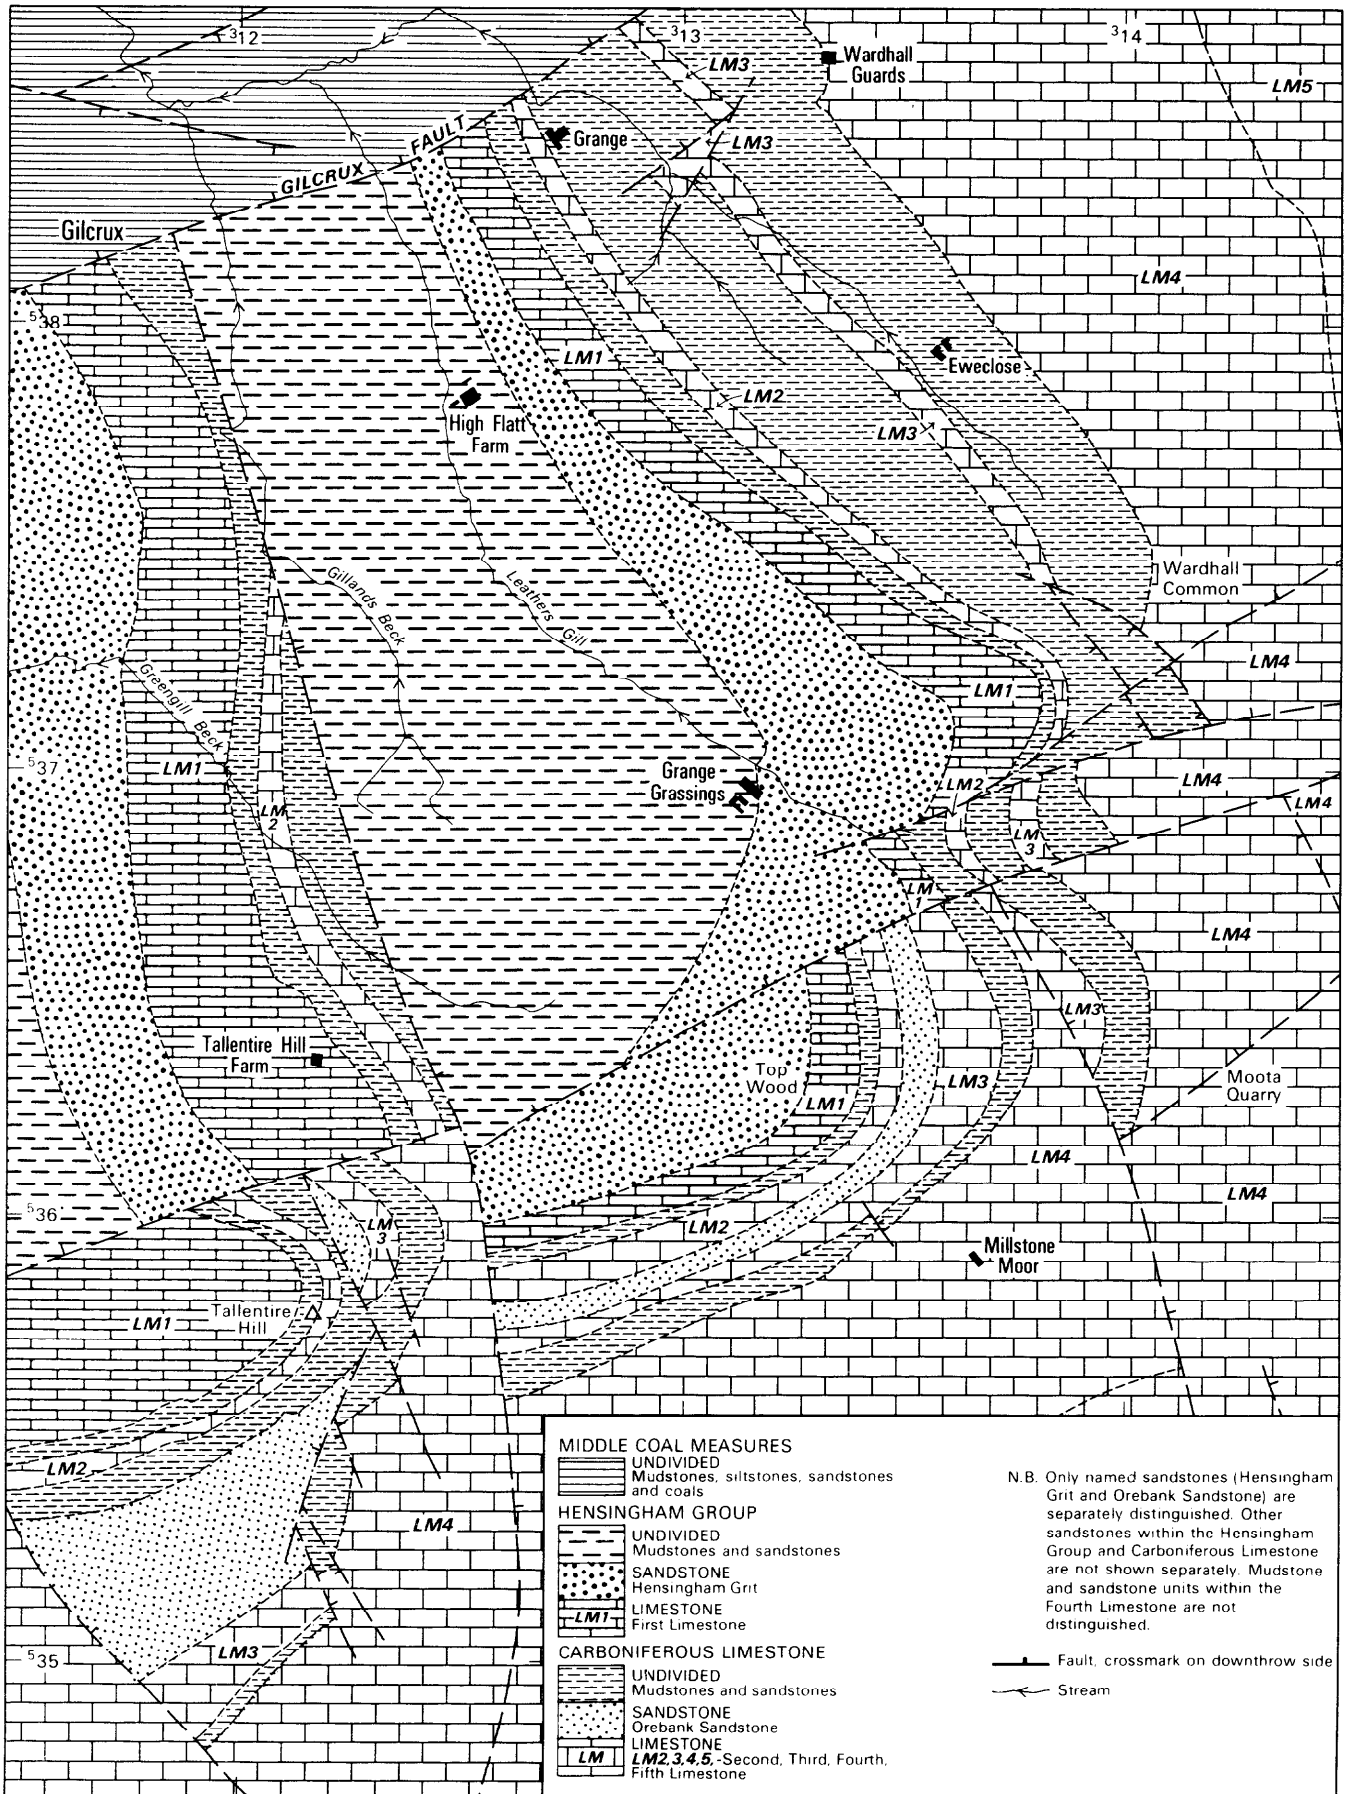 312
313
314
Wardhall
Guards
LM3
LM5
FAULT
Grange
LM3
GILCRUX
Gilcrux
LM4
538
LM1
Eweclose
LM2
High Flatt
Farm
LM3
Wardhall
Common
Gillands Beck
Leathers Gill
LM4
Greengill Beck
LM1
537
LM1
Grange
Grassings
LM2
LM4
LM4
LM
2
LM
3
LM
1
LM4
LM3
Tallentire Hill
Farm
Top
Wood
LM3
Moota
Quarry
LM1
LM4
LM4
536
LM
3
LM2
Millstone
Moor
Tallentire
Hill
LM1
LM2
LM4
535
LM3
MIDDLE COAL MEASURES
UNDIVIDED
Mudstones, siltstones, sandstones
and coals
HENSINGHAM GROUP
UNDIVIDED
Mudstones and sandstones
SANDSTONE
Hensingham Grit
LIMESTONE
LM1 First Limestone
CARBONIFEROUS LIMESTONE
UNDIVIDED
Mudstones and sandstones
SANDSTONE
Orebank Sandstone
LIMESTONE
LM LM2,3,4,5,-Second, Third, Fourth,
Fifth Limestone
N.B. Only named sandstones (Hensingham
Grit and Orebank Sandstone) are
separately distinguished. Other
sandstones within the Hensingham
Group and Carboniferous Limestone
are not shown separately. Mudstone
and sandstone units within the
Fourth Limestone are not
distinguished.
Fault, crossmark on downthrow side
Stream